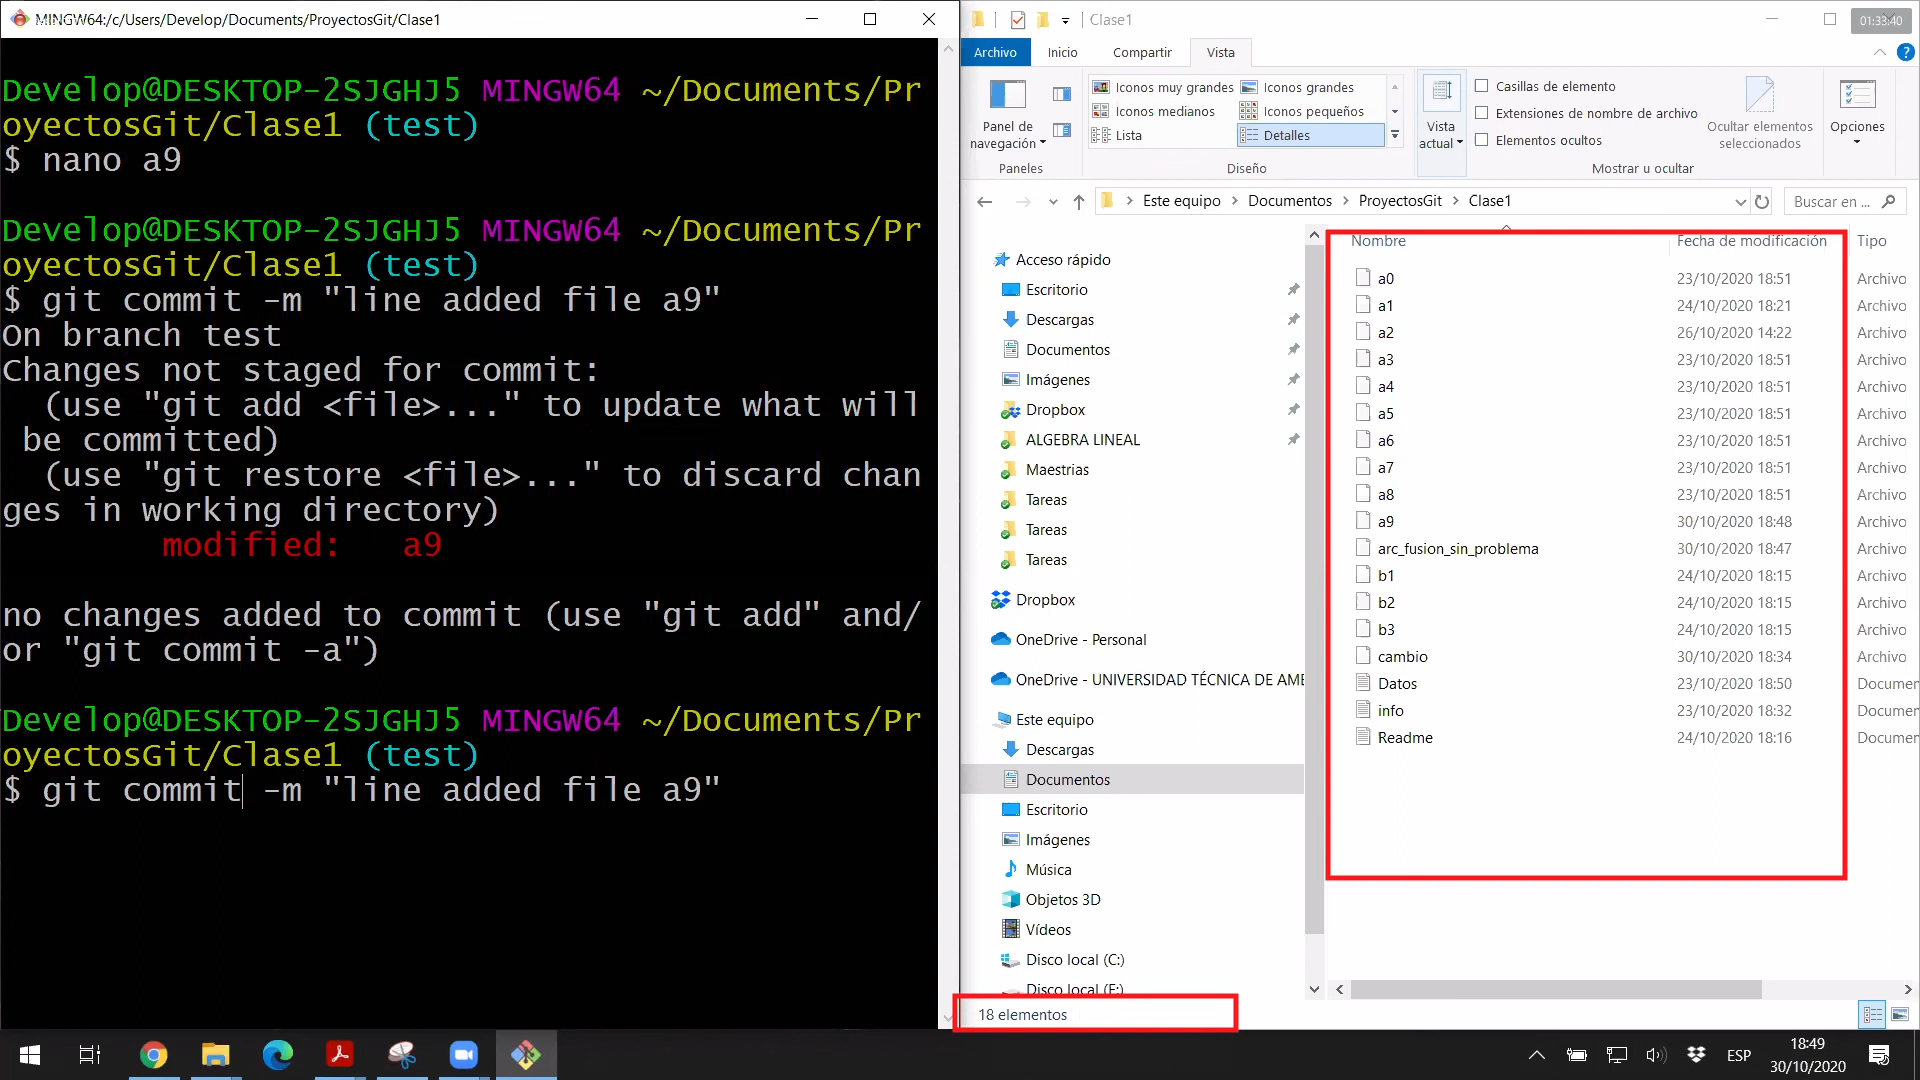 MINGW64:/c/Users/Develop/Documents/ProyectosGit/Clase1
Develop@DESKTOP-2SJGHJ5 MINGW64 ~/Documents/Pr
oyectosGit/Clase1 (test)
$ nano a9
Develop@DESKTOP-2SJGHJ5 MINGW64 ~/Documents/Pr
oyectosGit/Clase1 (test)
$ git commit -m "line added file a9"
On branch test
Changes not staged for commit:
(use "git add <file>..." to update what will
be committed)
(use "git restore <file>..." to discard chan
ges in working directory)
modified: a9
no changes added to commit (use "git add" and/
or "git commit -a")
Develop@DESKTOP-2SJGHJ5 MINGW64 ~/Documents/Pr
oyectosGit/Clase1 (test)
$ git commit -m "line added file a9"
Clase1
01:33:40
Archivo Inicio Compartir Vista
Panel de navegación
Paneles
Iconos muy grandes Iconos grandes
Iconos medianos Iconos pequeños
Lista Detalles
Diseño
Vista actual
Casillas de elemento
Extensiones de nombre de archivo
Elementos ocultos
Ocultar elementos seleccionados
Mostrar u ocultar
Opciones
Este equipo Documentos ProyectosGit Clase1
Buscar en ...
Acceso rápido
Escritorio
Descargas
Documentos
Imágenes
Dropbox
ALGEBRA LINEAL
Maestrias
Tareas
Tareas
Tareas
Dropbox
OneDrive - Personal
OneDrive - UNIVERSIDAD TÉCNICA DE AMB
Este equipo
Descargas
Documentos
Escritorio
Imágenes
Música
Objetos 3D
Vídeos
Disco local (C:)
Disco local (E:)
Nombre Fecha de modificación Tipo
a0 23/10/2020 18:51 Archivo
a1 24/10/2020 18:21 Archivo
a2 26/10/2020 14:22 Archivo
a3 23/10/2020 18:51 Archivo
a4 23/10/2020 18:51 Archivo
a5 23/10/2020 18:51 Archivo
a6 23/10/2020 18:51 Archivo
a7 23/10/2020 18:51 Archivo
a8 23/10/2020 18:51 Archivo
a9 30/10/2020 18:48 Archivo
arc_fusion_sin_problema 30/10/2020 18:47 Archivo
b1 24/10/2020 18:15 Archivo
b2 24/10/2020 18:15 Archivo
b3 24/10/2020 18:15 Archivo
cambio 30/10/2020 18:34 Archivo
Datos 23/10/2020 18:50 Documen
info 23/10/2020 18:32 Documen
Readme 24/10/2020 18:16 Documen
18 elementos
ESP
18:49
30/10/2020